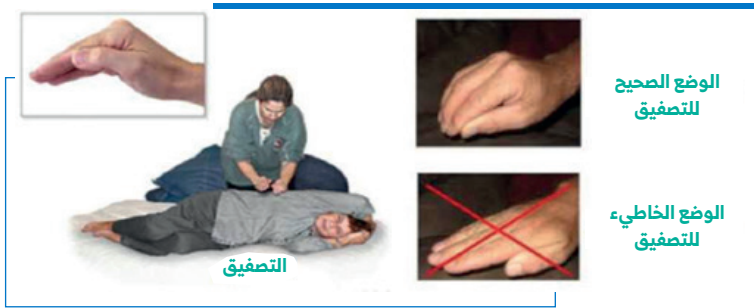 الوضع الصحيح
للتصفيق
الوضع الخاطيء
للتصفيق
التصفيق